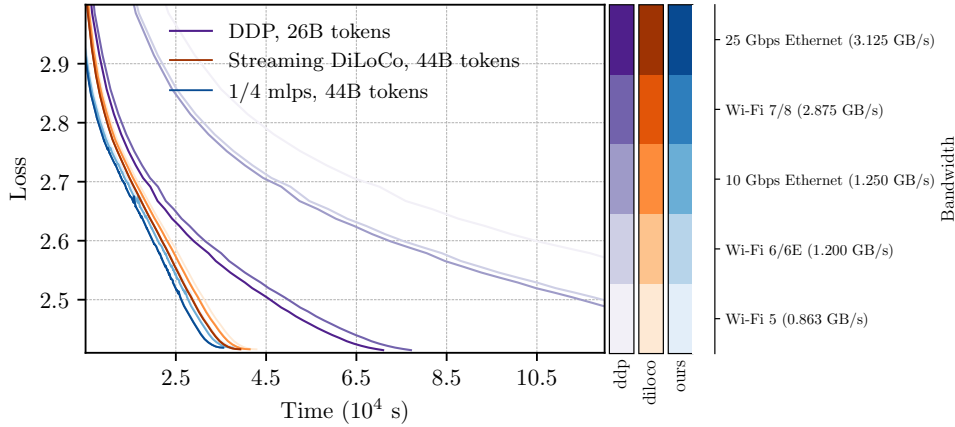 DDP, 26B tokens
Streaming DiLoCo, 44B tokens
1/4 mlps, 44B tokens
Loss
2.9
2.8
2.7
2.6
2.5
2.5 4.5 6.5 8.5 10.5
Time (10⁴ s)
ddp
diloco
ours
25 Gbps Ethernet (3.125 GB/s)
Wi-Fi 7/8 (2.875 GB/s)
10 Gbps Ethernet (1.250 GB/s)
Wi-Fi 6/6E (1.200 GB/s)
Wi-Fi 5 (0.863 GB/s)
Bandwidth